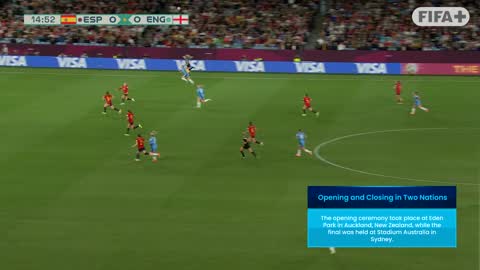 14:52 ESP 0 0 ENG
FIFA+
VISA VISA VISA VISA VISA THE
Opening and Closing in Two Nations
The opening ceremony took place at Eden
Park in Auckland, New Zealand, while the
final was held at Stadium Australia in
Sydney.